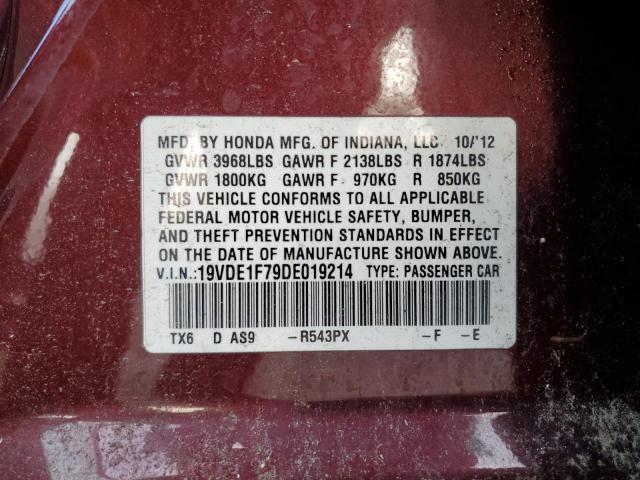 MFD. BY HONDA MFG. OF INDIANA, LLC 10/'12
GVWR 3968LBS GAWR F 2138LBS R 1874LBS
GVWR 1800KG GAWR F 970KG R 850KG
THIS VEHICLE CONFORMS TO ALL APPLICABLE
FEDERAL MOTOR VEHICLE SAFETY, BUMPER,
AND THEFT PREVENTION STANDARDS IN EFFECT
ON THE DATE OF MANUFACTURE SHOWN ABOVE.
V.I.N.: 19VDE1F79DE019214 TYPE: PASSENGER CAR
TX6 D AS9 -R543PX -F -E